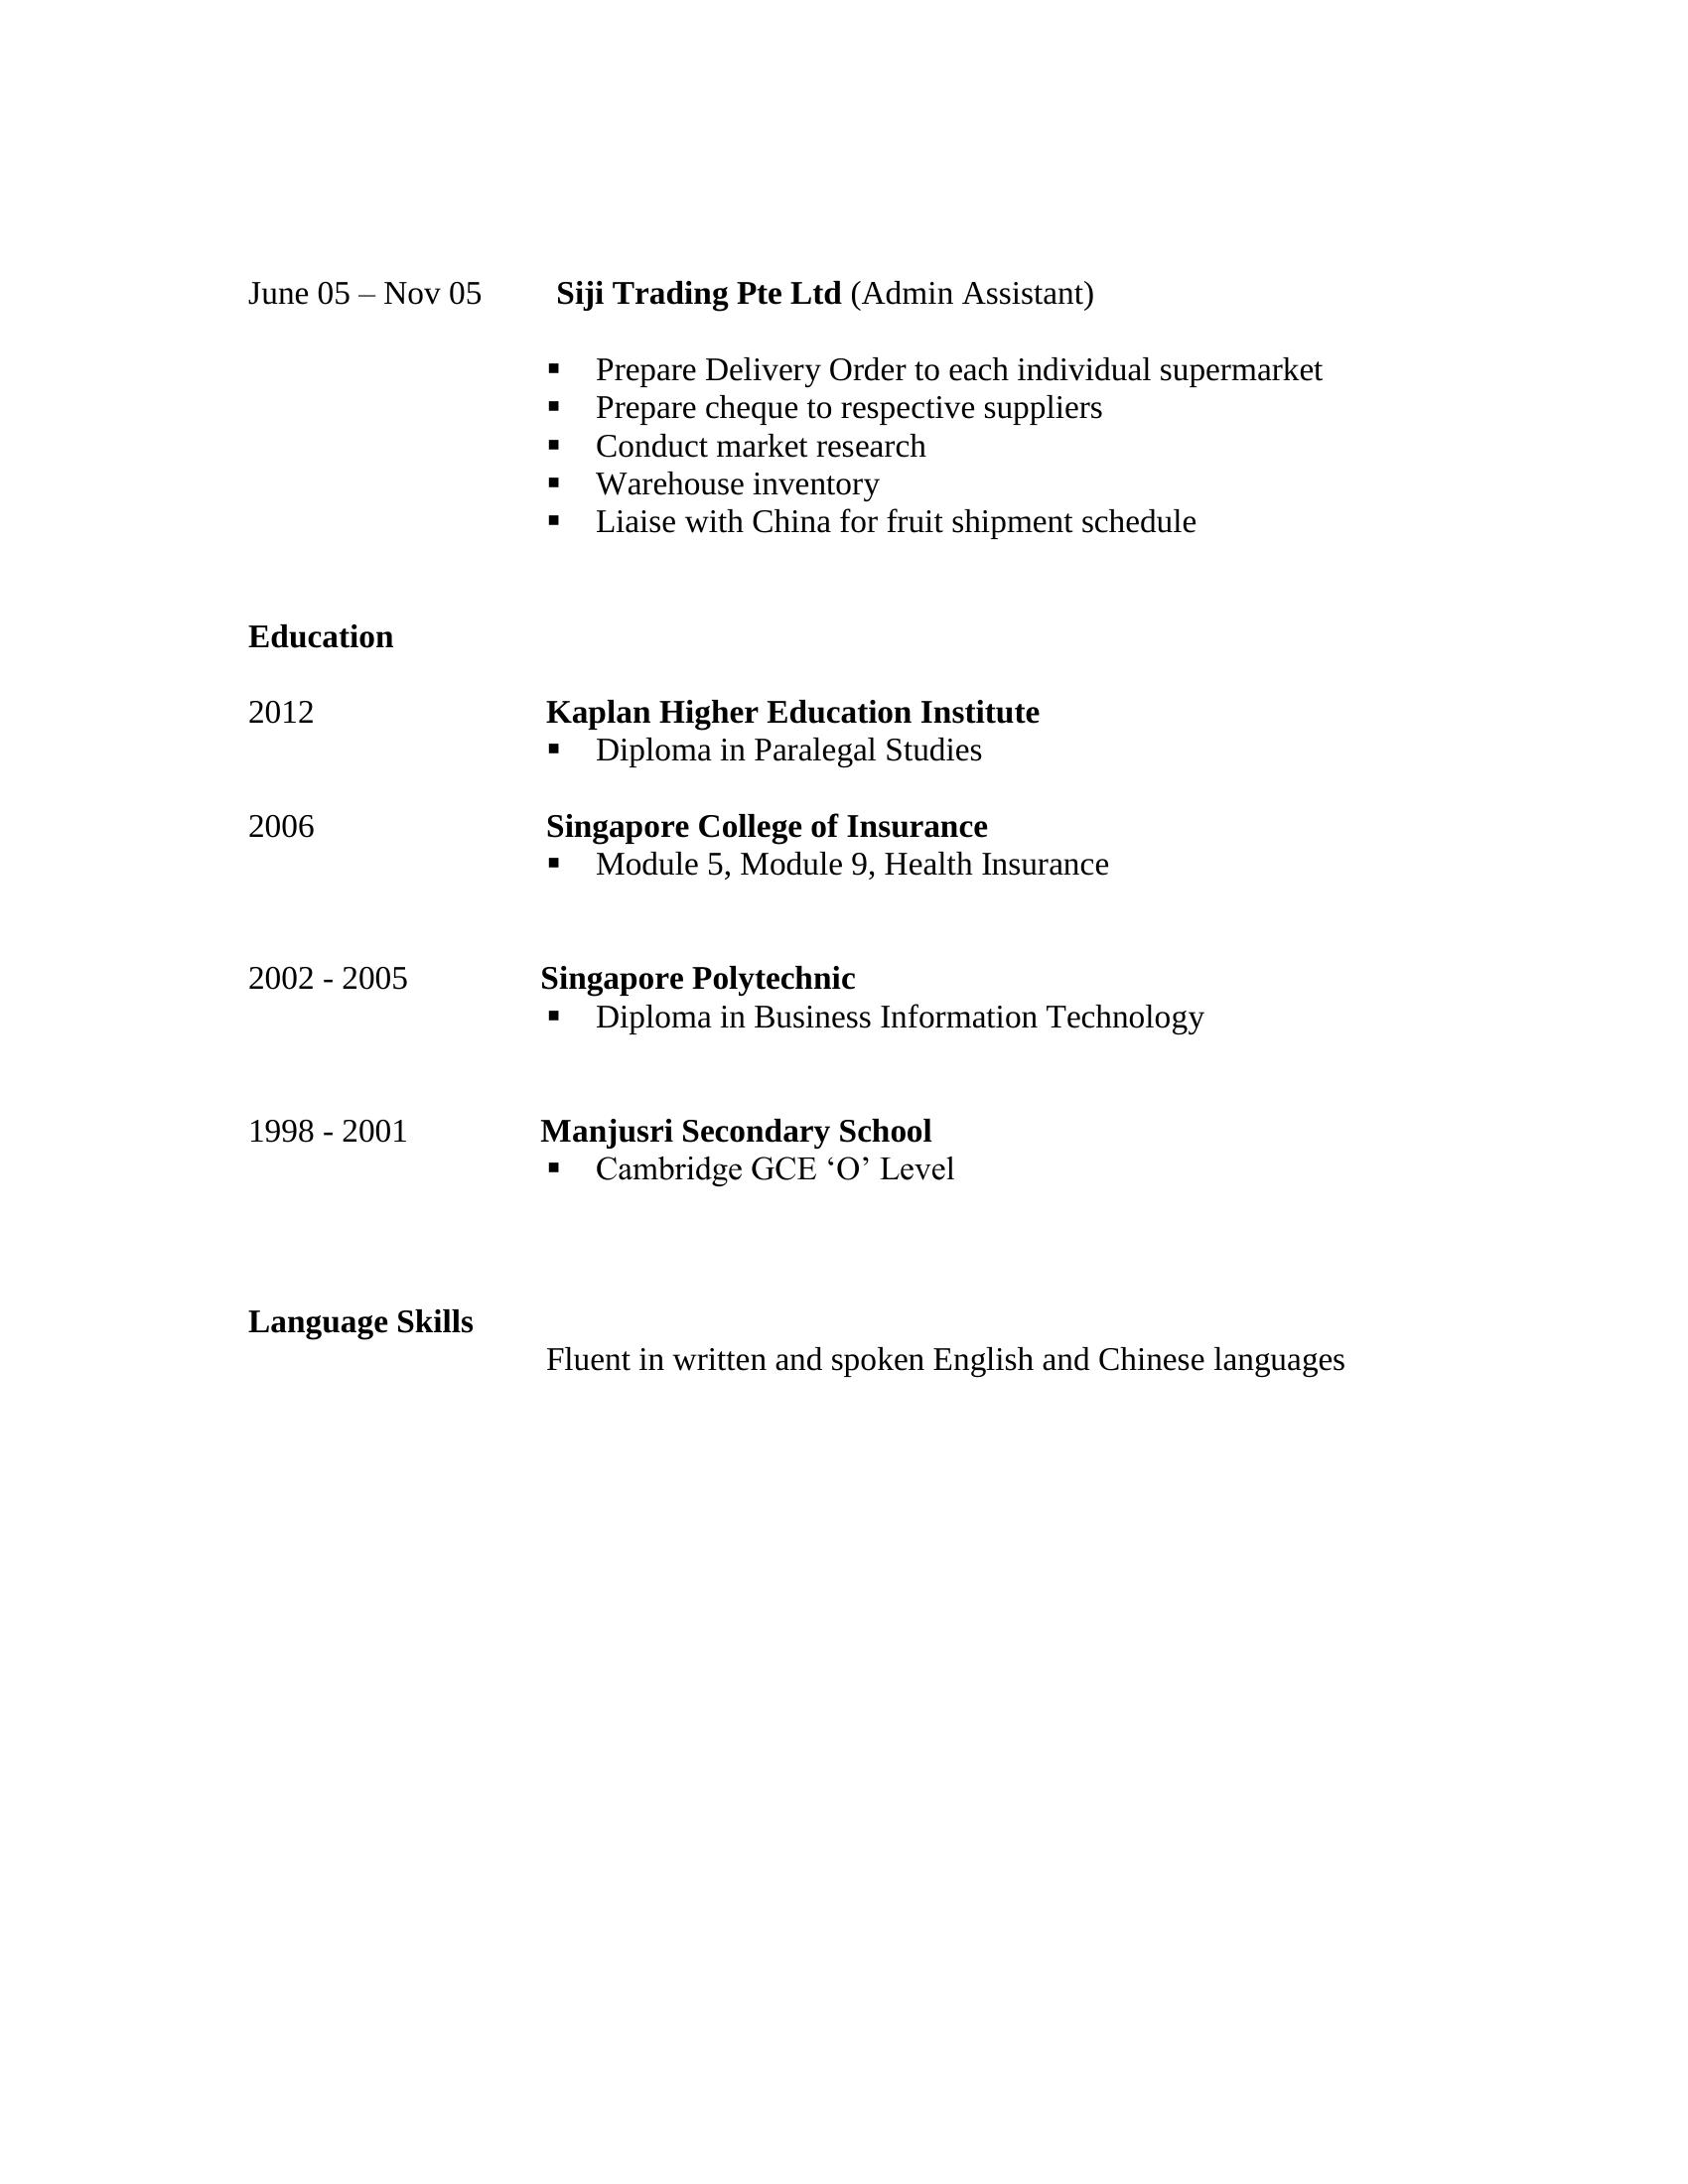 June 05 – Nov 05 Siji Trading Pte Ltd (Admin Assistant)
▪ Prepare Delivery Order to each individual supermarket
▪ Prepare cheque to respective suppliers
▪ Conduct market research
▪ Warehouse inventory
▪ Liaise with China for fruit shipment schedule
Education
2012 Kaplan Higher Education Institute
▪ Diploma in Paralegal Studies
2006 Singapore College of Insurance
▪ Module 5, Module 9, Health Insurance
2002 - 2005 Singapore Polytechnic
▪ Diploma in Business Information Technology
1998 - 2001 Manjusri Secondary School
▪ Cambridge GCE ‘O’ Level
Language Skills
Fluent in written and spoken English and Chinese languages